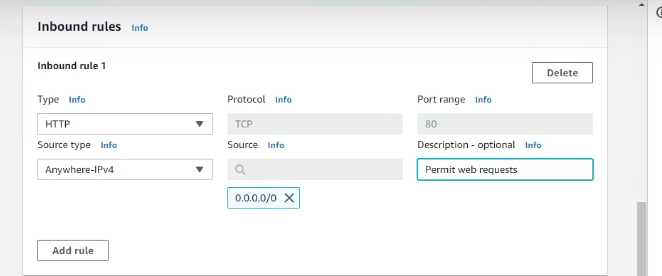 Inbound rules Info
Inbound rule 1
Delete
Type Info Protocol Info Port range Info
HTTP TCP 80
Source type Info Source Info Description - optional Info
Anywhere-IPv4 Permit web requests
0.0.0.0/0
Add rule